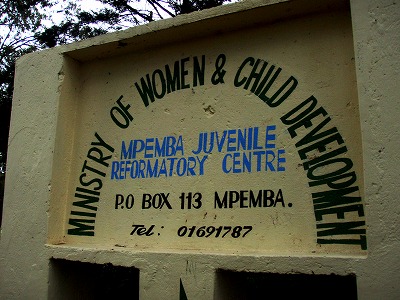 MINISTRY OF WOMEN & CHILD DEVELOPMENT
MPEMBA JUVENILE
REFORMATORY CENTRE
P.O BOX 113 MPEMBA.
Tel: 01691787